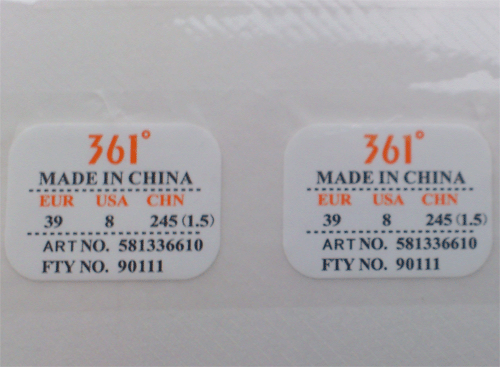 361°
MADE IN CHINA
EUR USA CHN
39 8 245 (1.5)
ART NO. 581336610
FTY NO. 90111
361°
MADE IN CHINA
EUR USA CHN
39 8 245 (1.5)
ART NO. 581336610
FTY NO. 90111